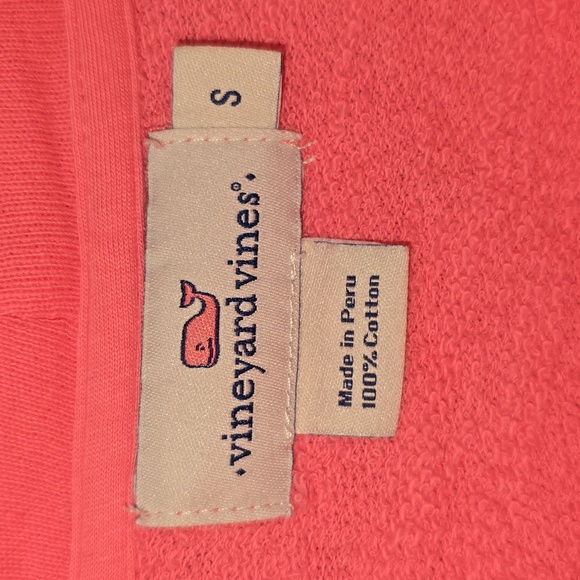 S
•vineyard vines®•
Made in Peru
100% Cotton